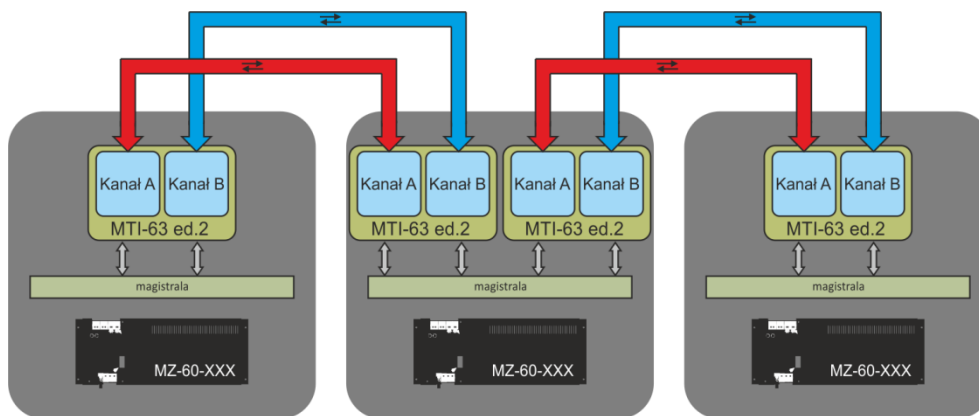 Kanał A Kanał B
MTI-63 ed.2
magistrala
MZ-60-XXX
Kanał A Kanał B
MTI-63 ed.2
Kanał A Kanał B
MTI-63 ed.2
magistrala
MZ-60-XXX
Kanał A Kanał B
MTI-63 ed.2
magistrala
MZ-60-XXX